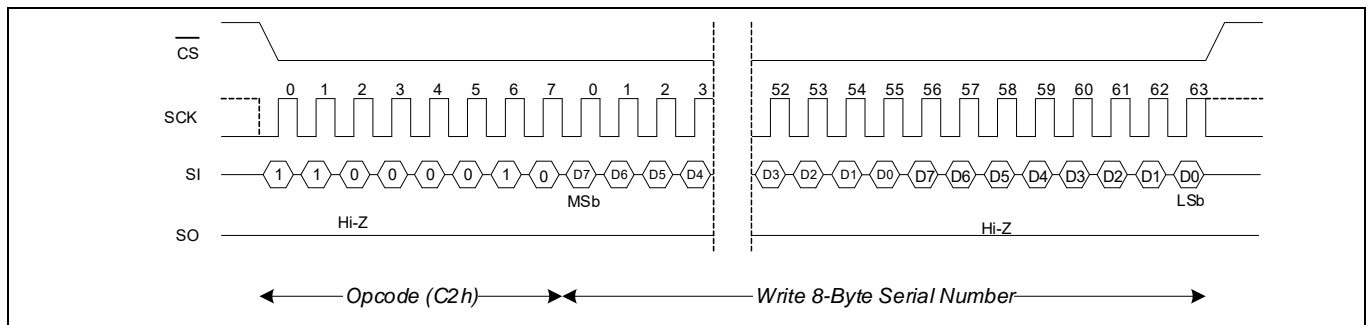 CS
0 1 2 3 4 5 6 7 0 1 2 3 52 53 54 55 56 57 58 59 60 61 62 63
SCK
SI 1 1 0 0 0 0 1 0 D7 D6 D5 D4 D3 D2 D1 D0 D7 D6 D5 D4 D3 D2 D1 D0
MSb LSb
Hi-Z Hi-Z
SO
Opcode (C2h) Write 8-Byte Serial Number